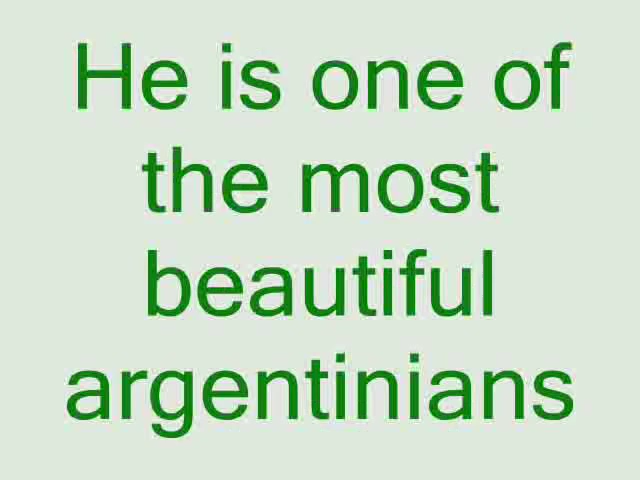 He is one of
the most
beautiful
argentinians